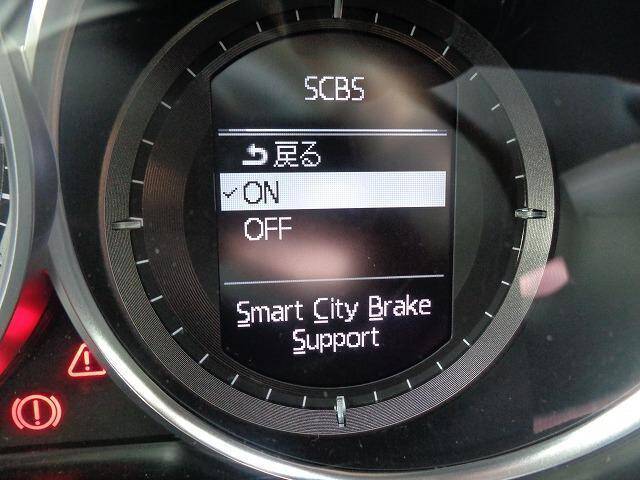 SCBS
戻る
ON
OFF
Smart City Brake
Support